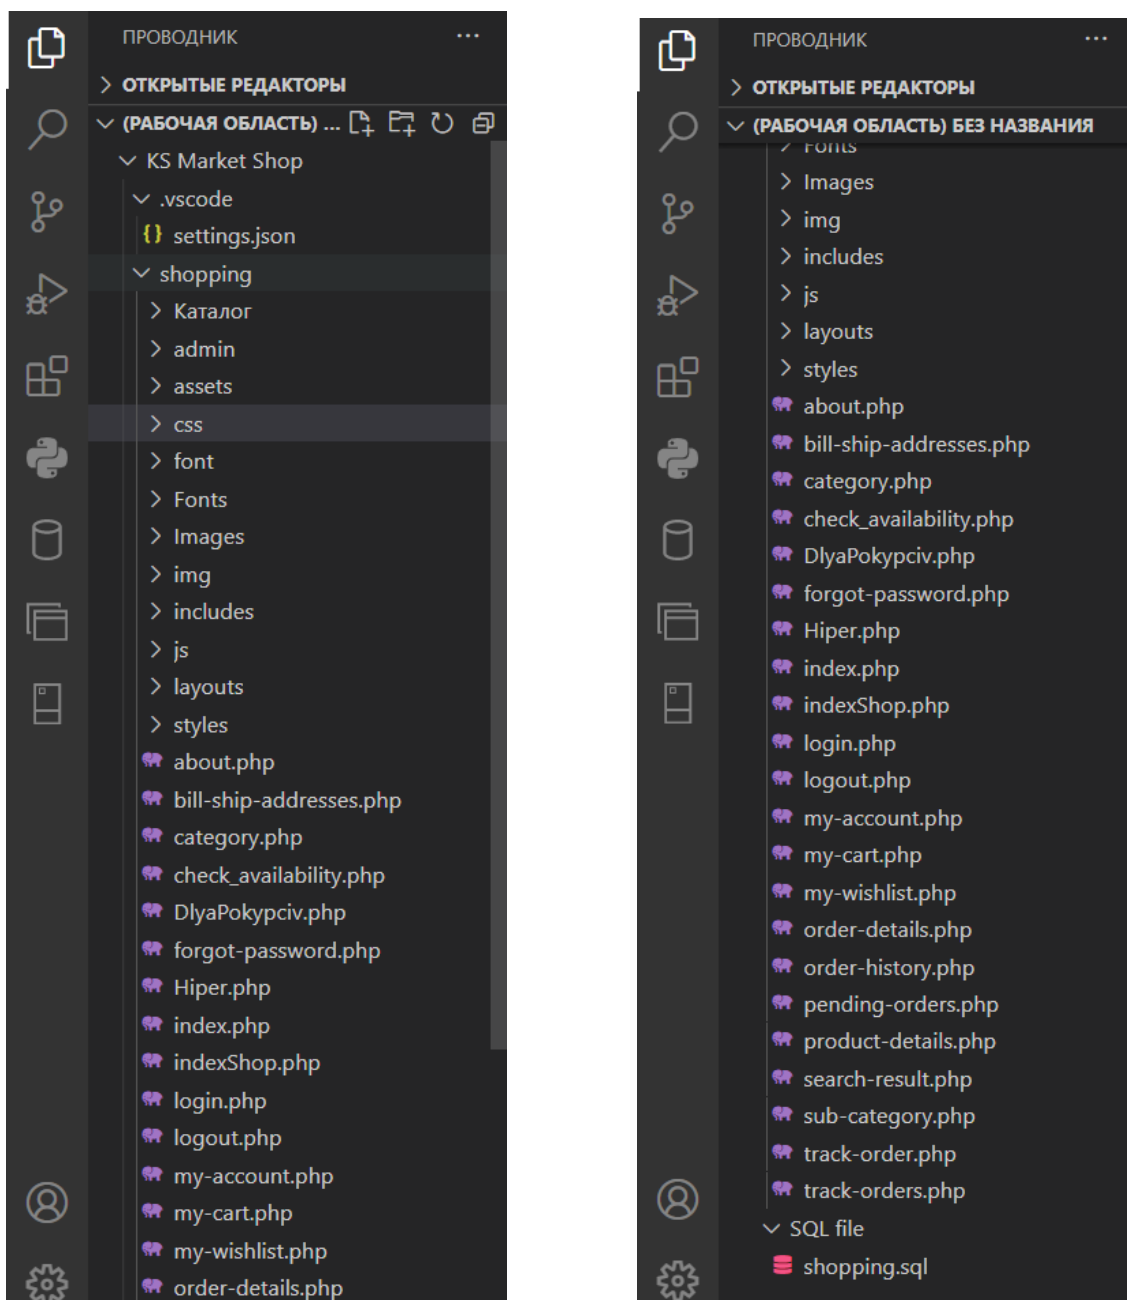 ПРОВОДНИК
ОТКРЫТЫЕ РЕДАКТОРЫ
(РАБОЧАЯ ОБЛАСТЬ) ...
KS Market Shop
.vscode
settings.json
shopping
Каталог
admin
assets
css
font
Fonts
Images
img
includes
js
layouts
styles
about.php
bill-ship-addresses.php
category.php
check_availability.php
DlyaPokypciv.php
forgot-password.php
Hiper.php
index.php
indexShop.php
login.php
logout.php
my-account.php
my-cart.php
my-wishlist.php
order-details.php
ПРОВОДНИК
ОТКРЫТЫЕ РЕДАКТОРЫ
(РАБОЧАЯ ОБЛАСТЬ) БЕЗ НАЗВАНИЯ
Fonts
Images
img
includes
js
layouts
styles
about.php
bill-ship-addresses.php
category.php
check_availability.php
DlyaPokypciv.php
forgot-password.php
Hiper.php
index.php
indexShop.php
login.php
logout.php
my-account.php
my-cart.php
my-wishlist.php
order-details.php
order-history.php
pending-orders.php
product-details.php
search-result.php
sub-category.php
track-order.php
track-orders.php
SQL file
shopping.sql